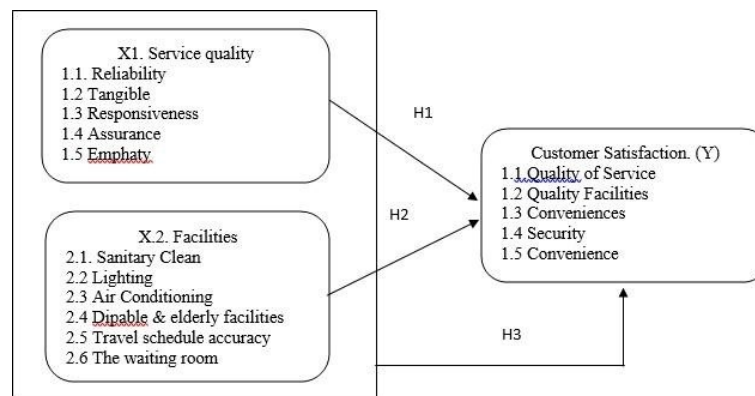 X1. Service quality
1.1. Reliability
1.2 Tangible
1.3 Responsiveness
1.4 Assurance
1.5 Emphaty
H1
Customer Satisfaction. (Y)
1.1.Quality of Service
1.2 Quality Facilities
1.3 Conveniences
1.4 Security
1.5 Convenience
H2
X.2. Facilities
2.1. Sanitary Clean
2.2 Lighting
2.3 Air Conditioning
2.4 Dipable & elderly facilities
2.5 Travel schedule accuracy
2.6 The waiting room
H3